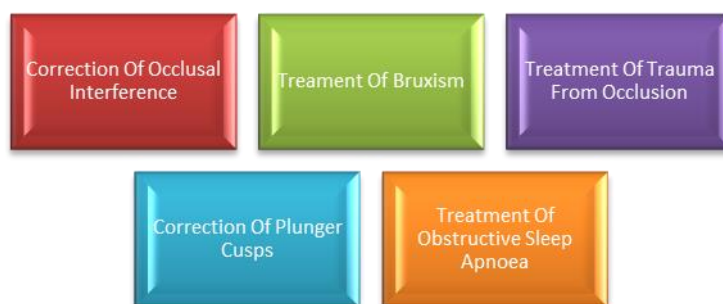 Correction Of Occlusal
Interference
Treament Of Bruxism
Treatment Of Trauma
From Occlusion
Correction Of Plunger
Cusps
Treatment Of
Obstructive Sleep
Apnoea